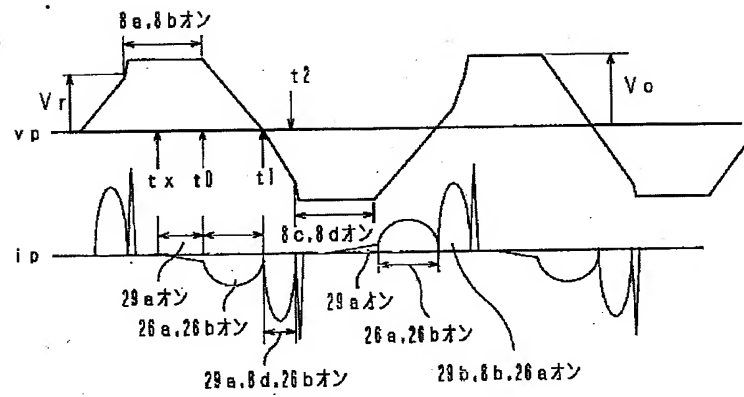 8a,8bオン
t2
Vr
Vo
vp
tx
t0
t1
8c,8dオン
ip
29aオン
29aオン
26a,26bオン
26a,26bオン
29a,8d,26bオン
29b,8b,26aオン